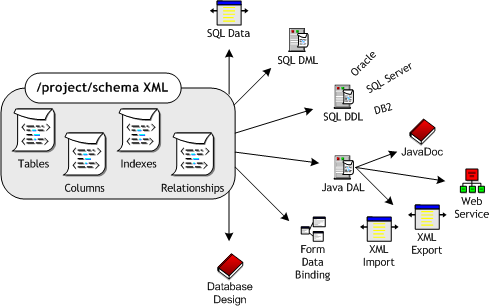 SQL Data
SQL DML
Oracle
SQL Server
DB2
SQL DDL
/project/schema XML
Tables
Columns
Indexes
Relationships
Java DAL
JavaDoc
Web
Service
XML
Import
XML
Export
Form
Data
Binding
Database
Design